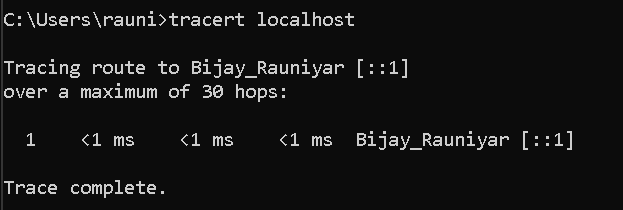 C:\Users\rauni>tracert localhost
Tracing route to Bijay_Rauniyar [::1]
over a maximum of 30 hops:
1 <1 ms <1 ms <1 ms Bijay_Rauniyar [::1]
Trace complete.